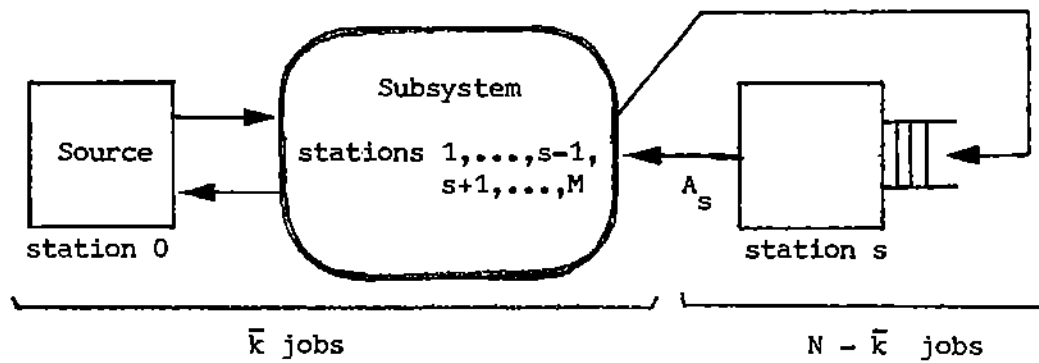 Subsystem
Source
stations 1,...,s-1,
s+1,...,M
A_s
station 0
station s
k̄ jobs
N - k̄ jobs